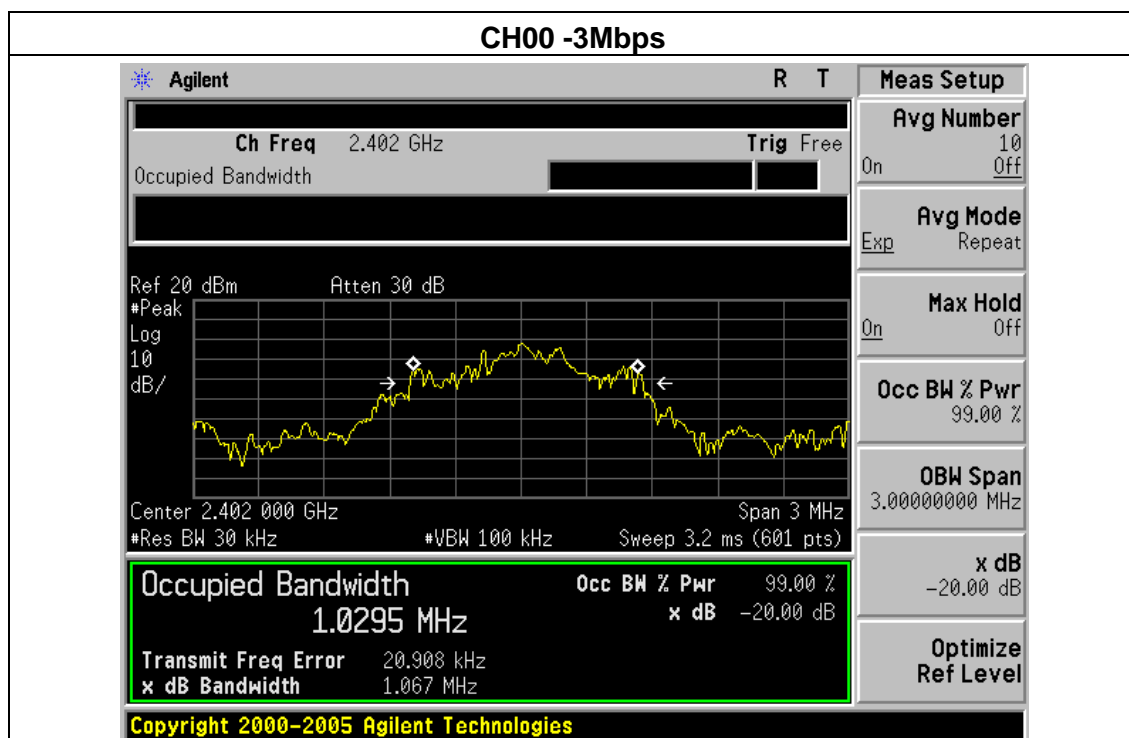 CH00 -3Mbps
Agilent R T
Ch Freq 2.402 GHz Trig Free
Occupied Bandwidth
Ref 20 dBm Atten 30 dB
#Peak
Log
10
dB/
Center 2.402 000 GHz Span 3 MHz
#Res BW 30 kHz #VBW 100 kHz Sweep 3.2 ms (601 pts)
Occupied Bandwidth Occ BW % Pwr 99.00 %
1.0295 MHz x dB -20.00 dB
Transmit Freq Error 20.908 kHz
x dB Bandwidth 1.067 MHz
Copyright 2000-2005 Agilent Technologies
Meas Setup
Avg Number
10
On Off
Avg Mode
Exp Repeat
Max Hold
On Off
Occ BW % Pwr
99.00 %
OBW Span
3.00000000 MHz
x dB
-20.00 dB
Optimize
Ref Level